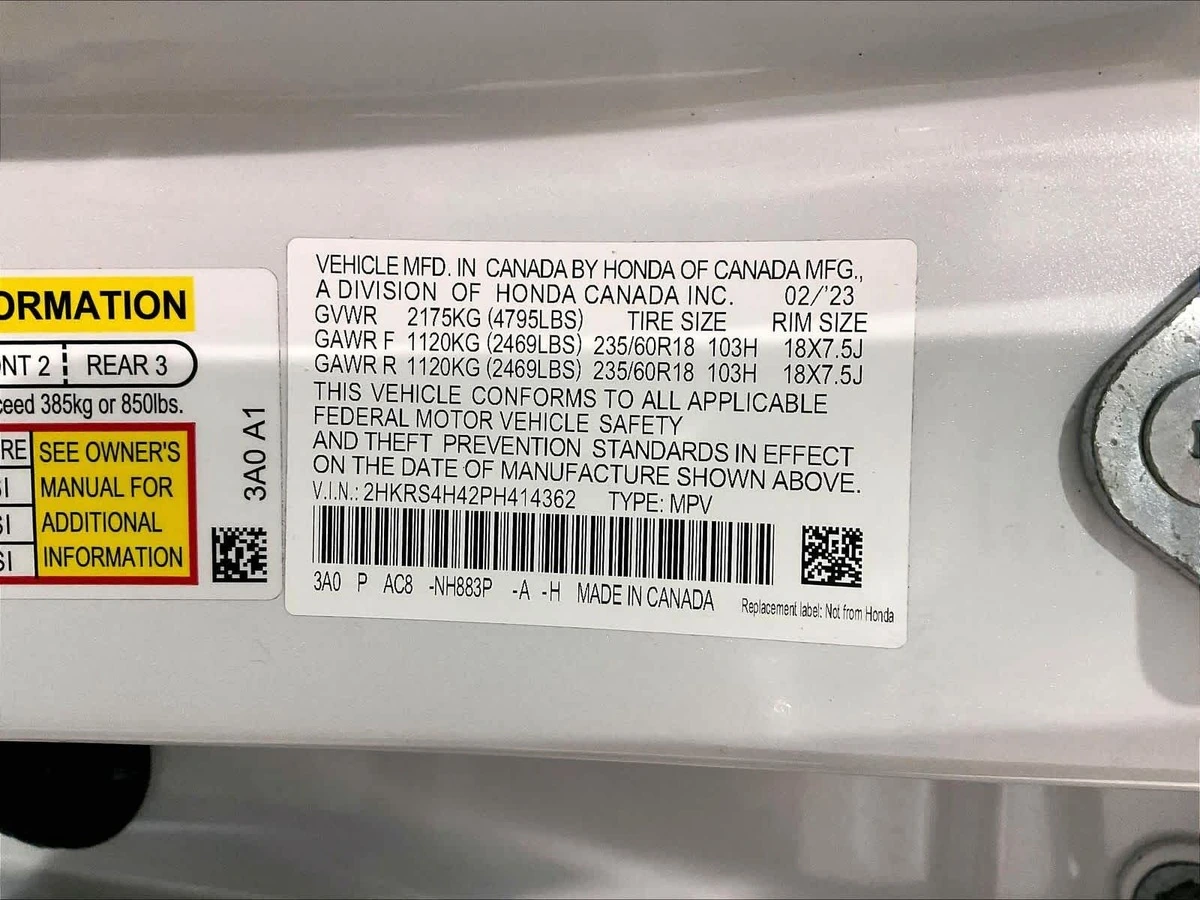 ORMATION
NT 2 REAR 3
ceed 385kg or 850lbs.
RE
SI
SI
SI
SEE OWNER'S
MANUAL FOR
ADDITIONAL
INFORMATION
3A0 A1
VEHICLE MFD. IN CANADA BY HONDA OF CANADA MFG.,
A DIVISION OF HONDA CANADA INC. 02/'23
GVWR 2175KG (4795LBS) TIRE SIZE RIM SIZE
GAWR F 1120KG (2469LBS) 235/60R18 103H 18X7.5J
GAWR R 1120KG (2469LBS) 235/60R18 103H 18X7.5J
THIS VEHICLE CONFORMS TO ALL APPLICABLE
FEDERAL MOTOR VEHICLE SAFETY
AND THEFT PREVENTION STANDARDS IN EFFECT
ON THE DATE OF MANUFACTURE SHOWN ABOVE.
V.I.N.: 2HKRS4H42PH414362 TYPE: MPV
3A0 P AC8 -NH883P -A -H MADE IN CANADA
Replacement label: Not from Honda